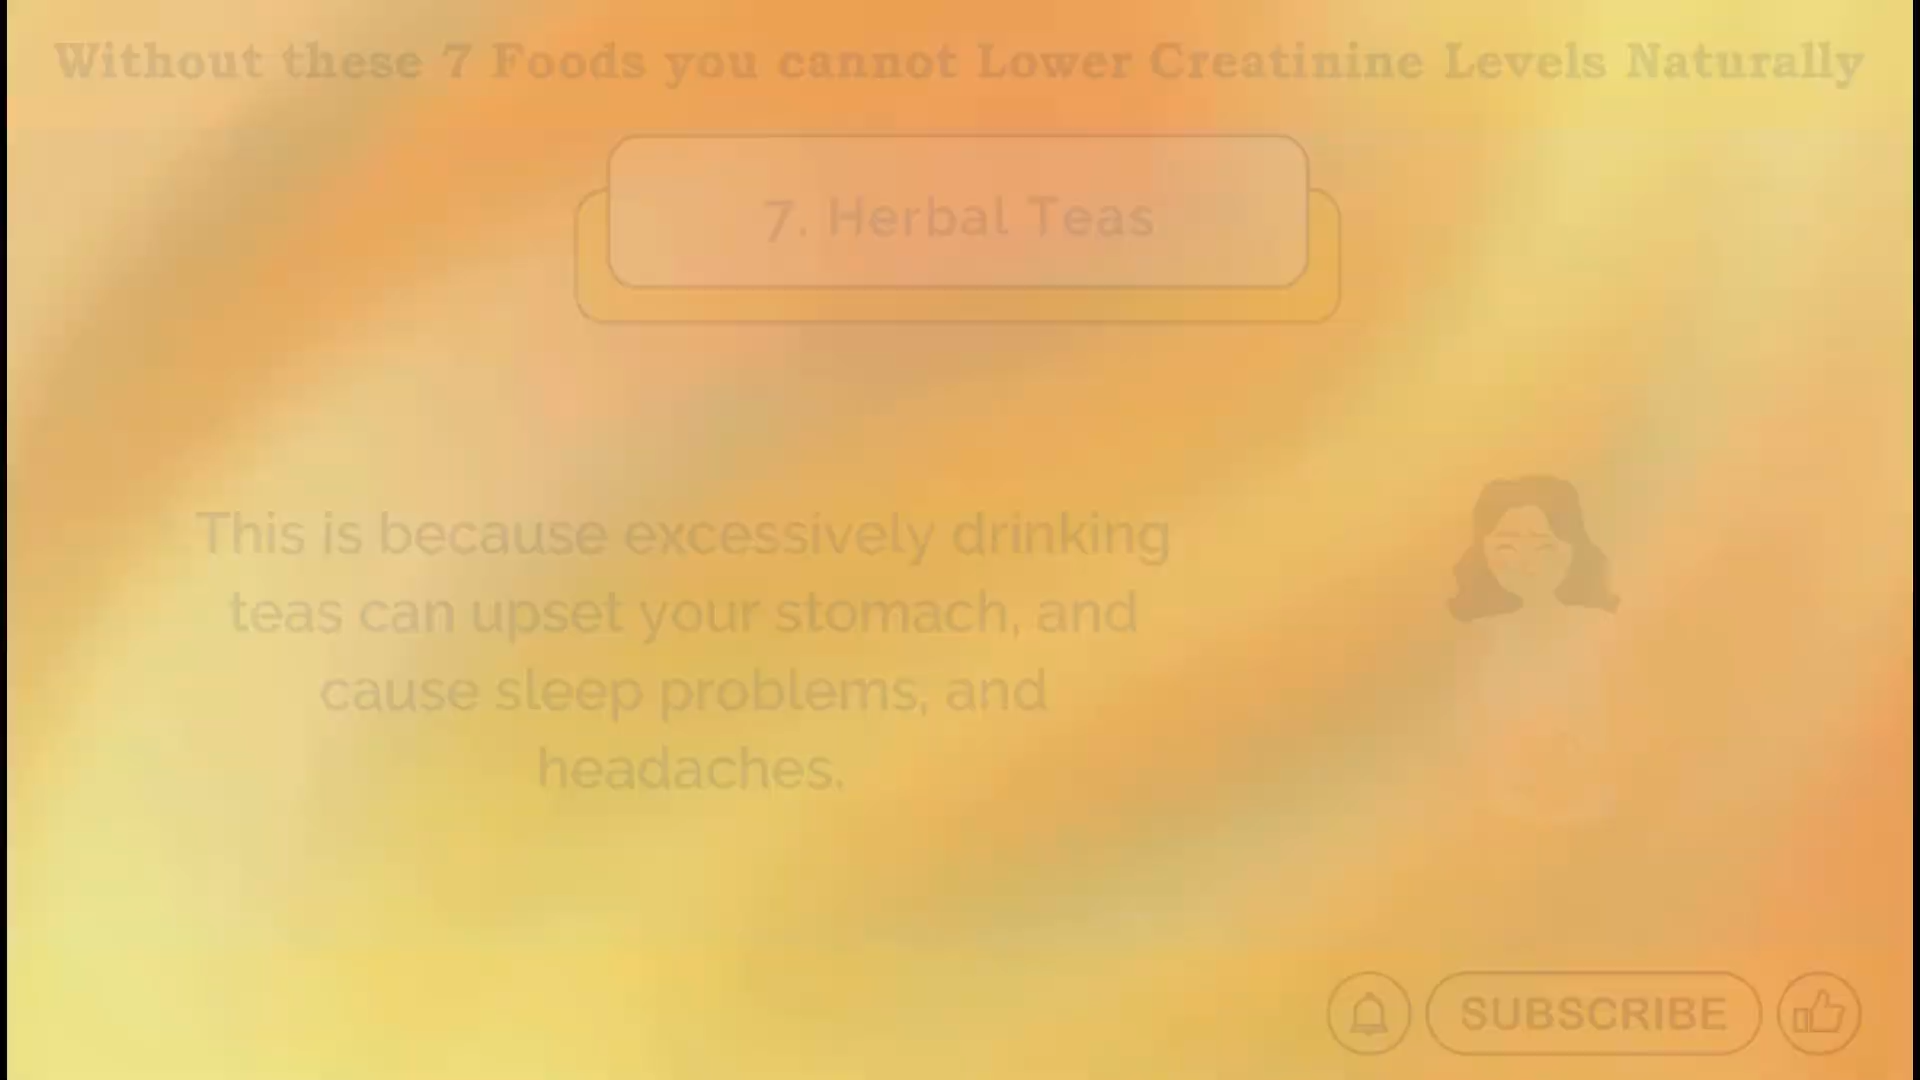 Without these 7 Foods you cannot Lower Creatinine Levels Naturally
7. Herbal Teas
This is because excessively drinking
teas can upset your stomach, and
cause sleep problems, and
headaches.
SUBSCRIBE